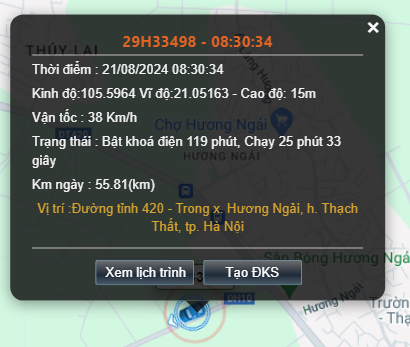 29H33498 - 08:30:34
THÚY LAI
Thời điểm : 21/08/2024 08:30:34
Kinh độ:105.5964 Vĩ độ:21.05163 - Cao độ: 15m
Vận tốc : 38 Km/h
Chợ Hương Ngải
Trạng thái : Bật khoá điện 119 phút, Chạy 25 phút 33
giây
HƯƠNG NGẢI
Km ngày : 55.81(km)
Vị trí :Đường tỉnh 420 - Trong x. Hương Ngải, h. Thạch
Thất, tp. Hà Nội
Sân Bóng Hương Ngả
Xem lịch trình
Tạo ĐKS
Hương Ngải
Trườn
- Thạ